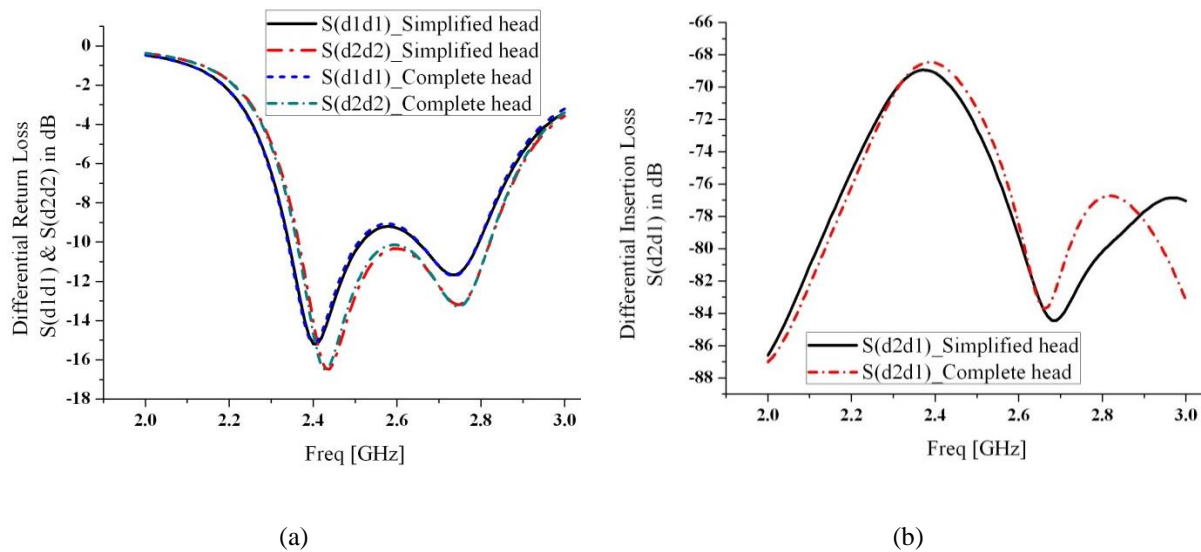 S(d1d1)_Simplified head
S(d2d2)_Simplified head
S(d1d1)_Complete head
S(d2d2)_Complete head
Differential Return Loss
S(d1d1) & S(d2d2) in dB
0
-2
-4
-6
-8
-10
-12
-14
-16
-18
2.0
2.2
2.4
2.6
2.8
3.0
Freq [GHz]
(a)
Differential Insertion Loss
S(d2d1) in dB
-66
-68
-70
-72
-74
-76
-78
-80
-82
-84
-86
-88
S(d2d1)_Simplified head
S(d2d1)_Complete head
2.0
2.2
2.4
2.6
2.8
3.0
Freq [GHz]
(b)